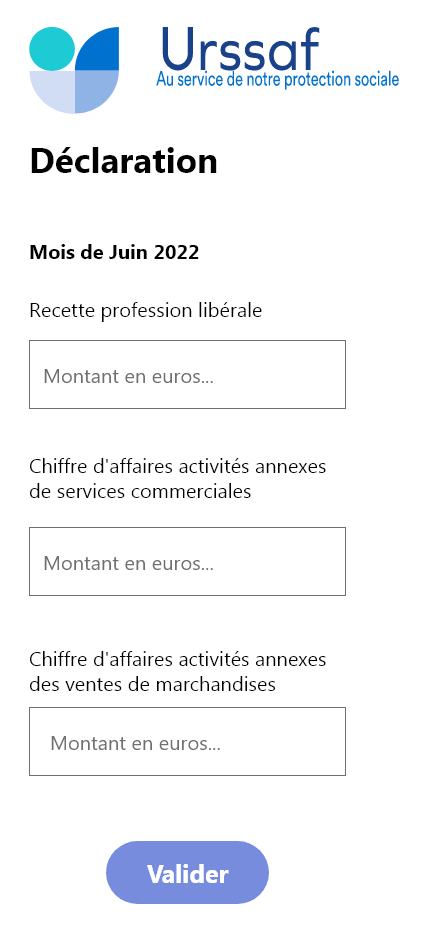 Urssaf
Au service de notre protection sociale
Déclaration
Mois de Juin 2022
Recette profession libérale
Montant en euros...
Chiffre d'affaires activités annexes
de services commerciales
Montant en euros...
Chiffre d'affaires activités annexes
des ventes de marchandises
Montant en euros...
Valider